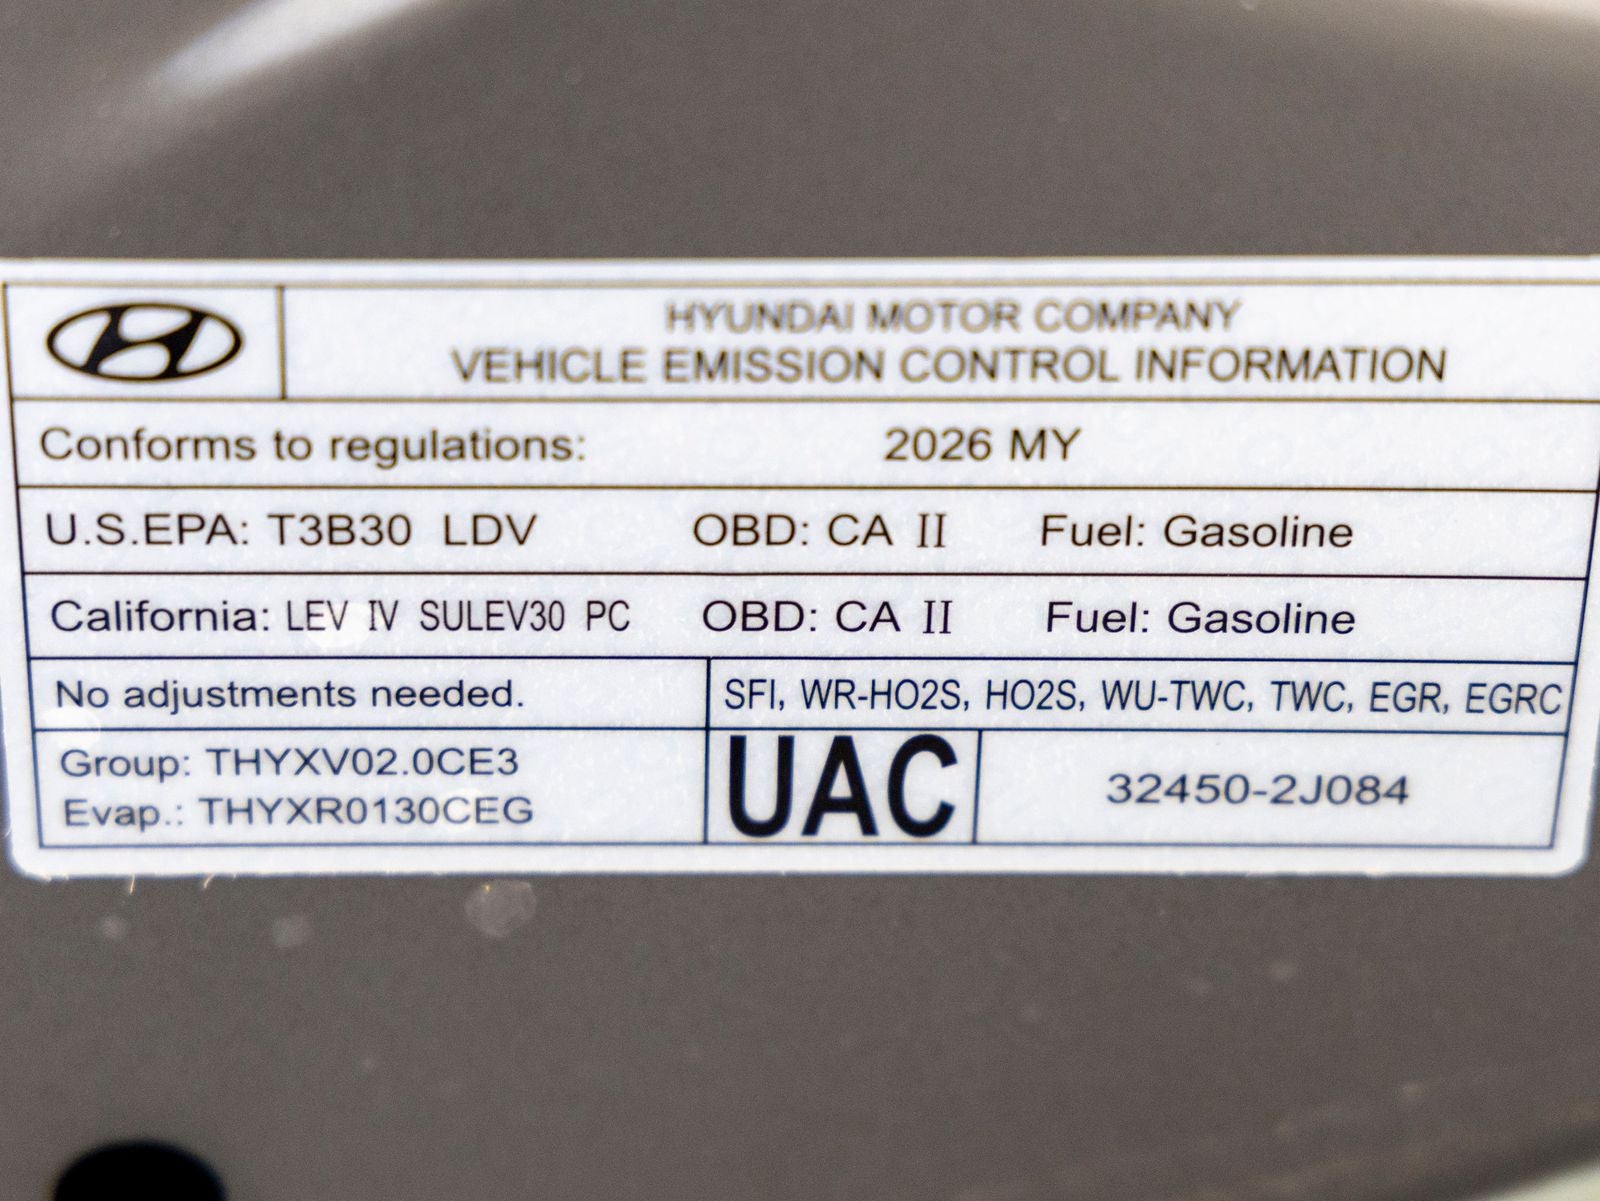 HYUNDAI MOTOR COMPANY
VEHICLE EMISSION CONTROL INFORMATION
Conforms to regulations: 2026 MY
U.S.EPA: T3B30 LDV OBD: CA II Fuel: Gasoline
California: LEV IV SULEV30 PC OBD: CA II Fuel: Gasoline
No adjustments needed. SFI, WR-HO2S, HO2S, WU-TWC, TWC, EGR, EGRC
Group: THYXV02.0CE3
Evap.: THYXR0130CEG
UAC
32450-2J084